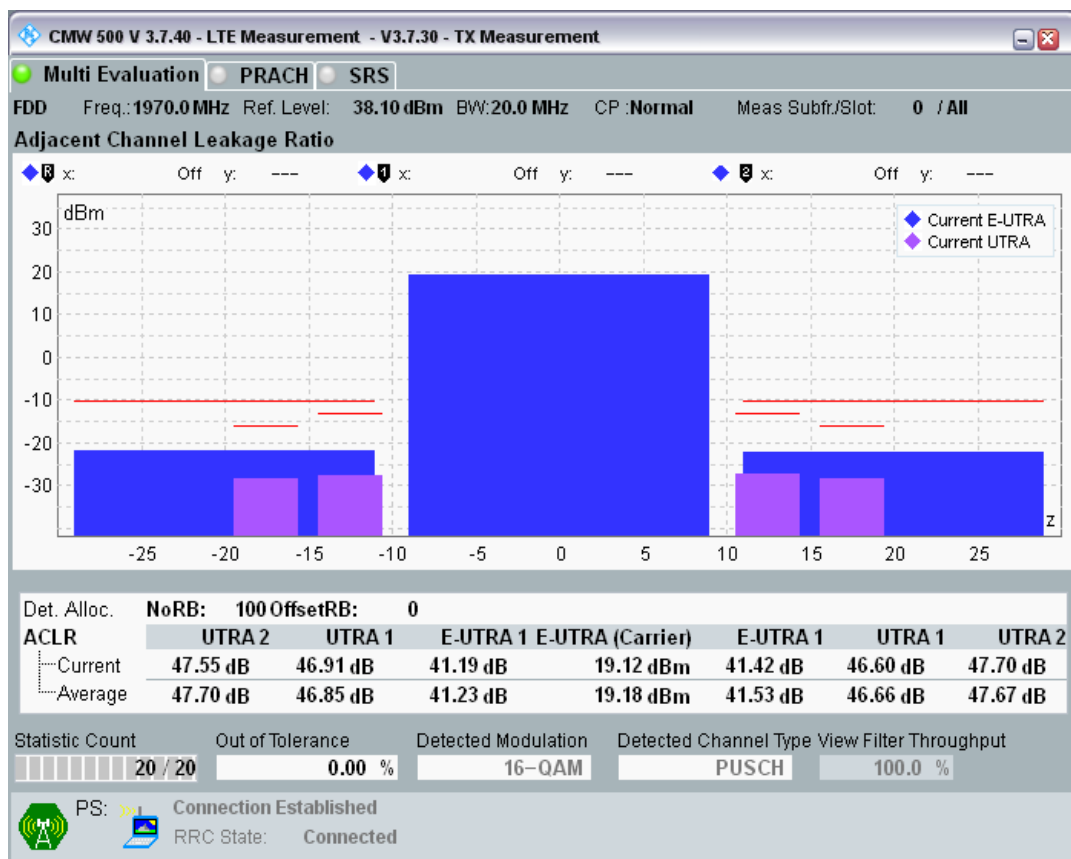 CMW 500 V 3.7.40 - LTE Measurement - V3.7.30 - TX Measurement
Multi Evaluation PRACH SRS
FDD Freq.: 1970.0 MHz Ref. Level: 38.10 dBm BW: 20.0 MHz CP : Normal Meas Subfr./Slot: 0 / All
Adjacent Channel Leakage Ratio
R x: Off y: --- 1 x: Off y: --- 2 x: Off y: ---
dBm
Current E-UTRA
Current UTRA
30
20
10
0
-10
-20
-30
z
-25 -20 -15 -10 -5 0 5 10 15 20 25
Det. Alloc. NoRB: 100 OffsetRB: 0
ACLR UTRA 2 UTRA 1 E-UTRA 1 E-UTRA (Carrier) E-UTRA 1 UTRA 1 UTRA 2
Current 47.55 dB 46.91 dB 41.19 dB 19.12 dBm 41.42 dB 46.60 dB 47.70 dB
Average 47.70 dB 46.85 dB 41.23 dB 19.18 dBm 41.53 dB 46.66 dB 47.67 dB
Statistic Count Out of Tolerance Detected Modulation Detected Channel Type View Filter Throughput
20 / 20 0.00 % 16-QAM PUSCH 100.0 %
PS: Connection Established
RRC State: Connected